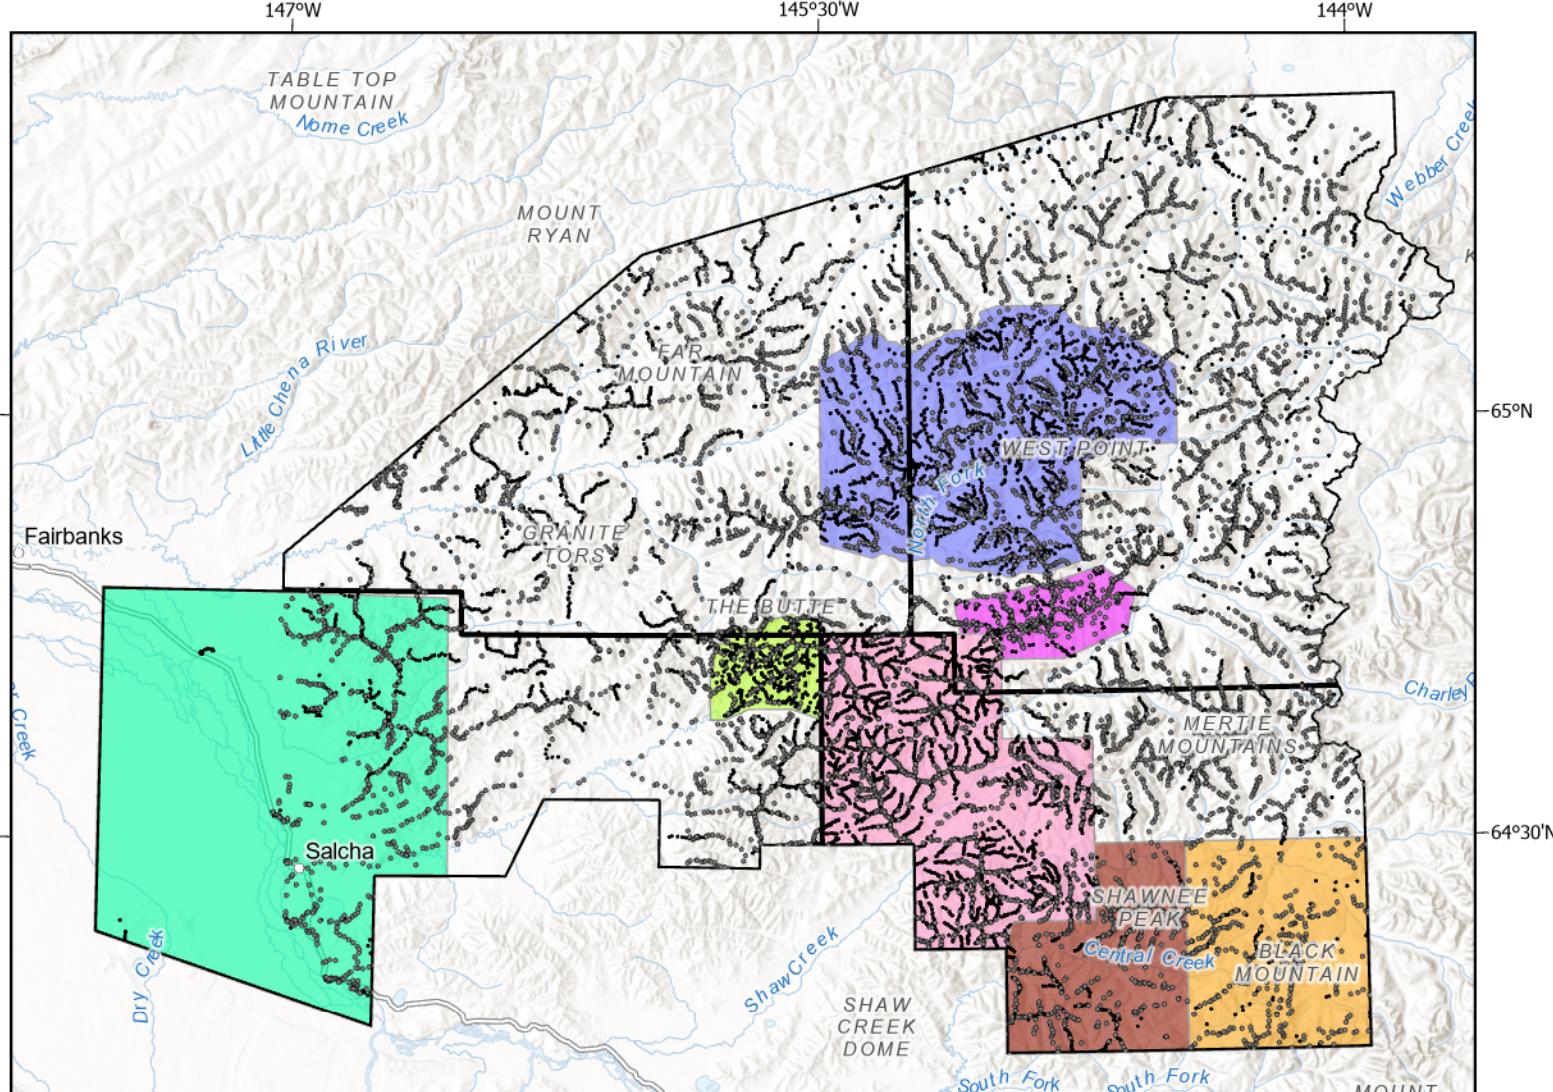 147°W
145°30'W
144°W
TABLE TOP
MOUNTAIN
Nome Creek
Webber Creek
MOUNT
RYAN
K
Little Chena River
FAR
MOUNTAIN
65°N
WEST POINT
North Fork
Fairbanks
GRANITE
TORS
THE BUTTE
Creek
Charley R
MERTIE
MOUNTAINS
64°30'N
Salcha
SHAWNEE
PEAK
Central Creek
BLACK
MOUNTAIN
Dry Creek
Shaw Creek
SHAW
CREEK
DOME
South Fork
South Fork
MOUNT